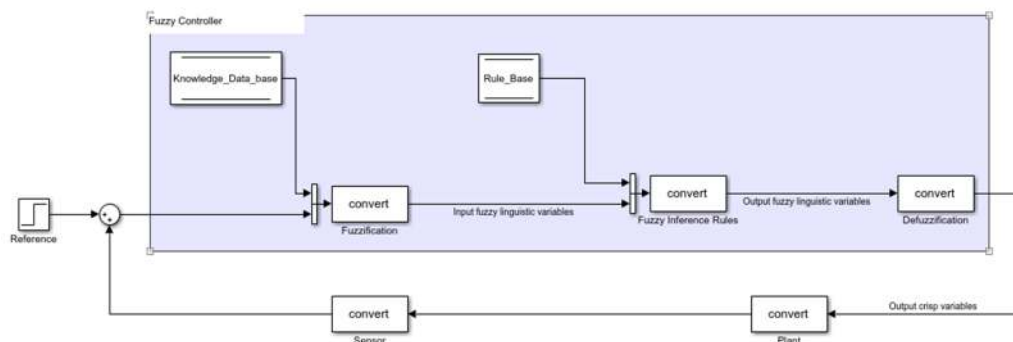 Fuzzy Controller
Knowledge_Data_base
Rule_Base
convert
convert
convert
Input fuzzy linguistic variables
Output fuzzy linguistic variables
Reference
Fuzzification
Fuzzy Inference Rules
Defuzzification
Output crisp variables
convert
convert
Sensor
Plant